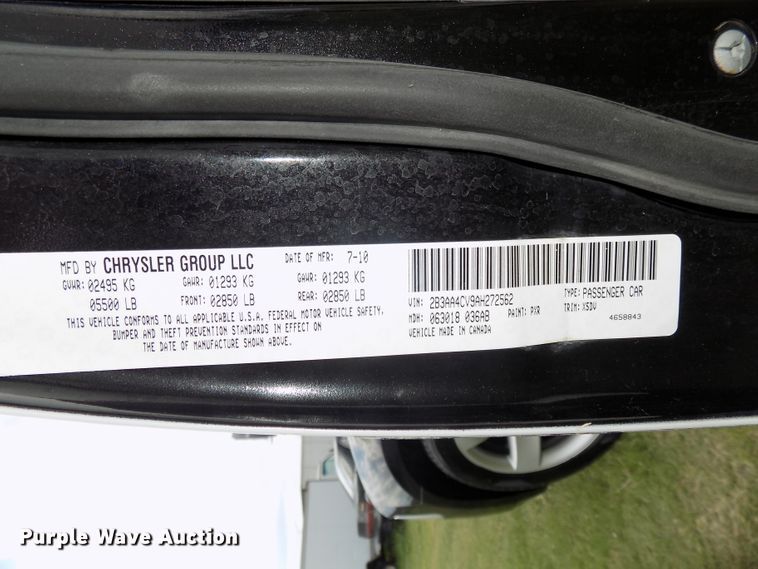 MFD BY CHRYSLER GROUP LLC DATE OF MFR: 7-10
GVWR: 02495 KG GAWR: 01293 KG GAWR: 01293 KG
05500 LB FRONT: 02850 LB REAR: 02850 LB
THIS VEHICLE CONFORMS TO ALL APPLICABLE U.S.A. FEDERAL MOTOR VEHICLE SAFETY,
BUMPER AND THEFT PREVENTION STANDARDS IN EFFECT ON
THE DATE OF MANUFACTURE SHOWN ABOVE.
VIN: 2B3AA4CV9AH272562 TYPE: PASSENGER CAR
MDH: 063018 036AB PAINT: PXR TRIM: X5DV
VEHICLE MADE IN CANADA 4658843
Purple Wave Auction